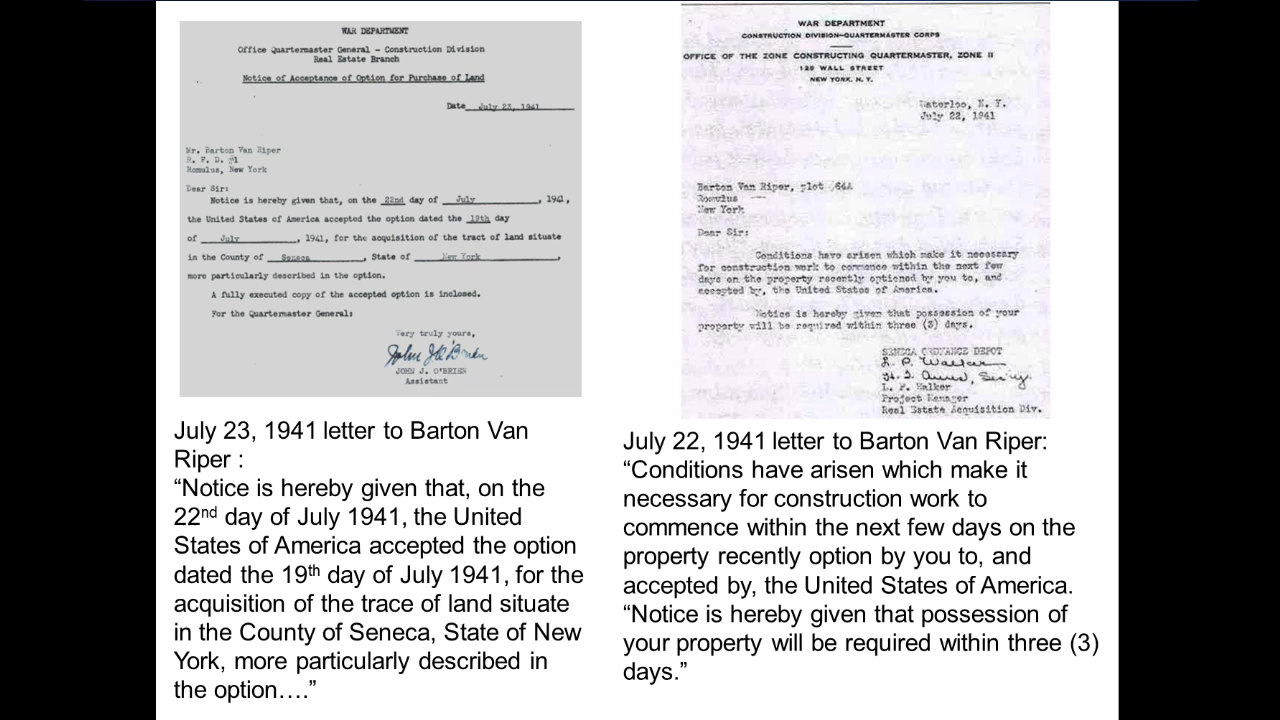 WAR DEPARTMENT
Office Quartermaster General - Construction Division
Real Estate Branch
Notice of Acceptance of Option for Purchase of Land
Date July 23, 1941
Mr. Barton Van Riper
R. F. D. #1
Romulus, New York
Dear Sir:
Notice is hereby given that, on the 22nd day of July, 1941,
the United States of America accepted the option dated the 19th day
of July, 1941, for the acquisition of the tract of land situate
in the County of Seneca, State of New York,
more particularly described in the option.
A fully executed copy of the accepted option is inclosed.
For the Quartermaster General:
Very truly yours,
John J O'Brien
JOHN J. O'BRIEN
Assistant
July 23, 1941 letter to Barton Van
Riper :
“Notice is hereby given that, on the
22nd day of July 1941, the United
States of America accepted the option
dated the 19th day of July 1941, for the
acquisition of the trace of land situate
in the County of Seneca, State of New
York, more particularly described in
the option….”
WAR DEPARTMENT
CONSTRUCTION DIVISION-QUARTERMASTER CORPS
OFFICE OF THE ZONE CONSTRUCTING QUARTERMASTER, ZONE II
120 WALL STREET
NEW YORK, N. Y.
Waterloo, N. Y.
July 22, 1941
Barton Van Riper, plot 64A
Romulus
New York
Dear Sir:
Conditions have arisen which make it necessary
for construction work to commence within the next few
days on the property recently optioned by you to, and
accepted by, the United States of America.
Notice is hereby given that possession of your
property will be required within three (3) days.
SENECA ORDNANCE DEPOT
L. P. Walker
L. P. Walker
Project Manager
Real Estate Acquisition Div.
July 22, 1941 letter to Barton Van Riper:
“Conditions have arisen which make it
necessary for construction work to
commence within the next few days on the
property recently option by you to, and
accepted by, the United States of America.
“Notice is hereby given that possession of
your property will be required within three (3)
days.”